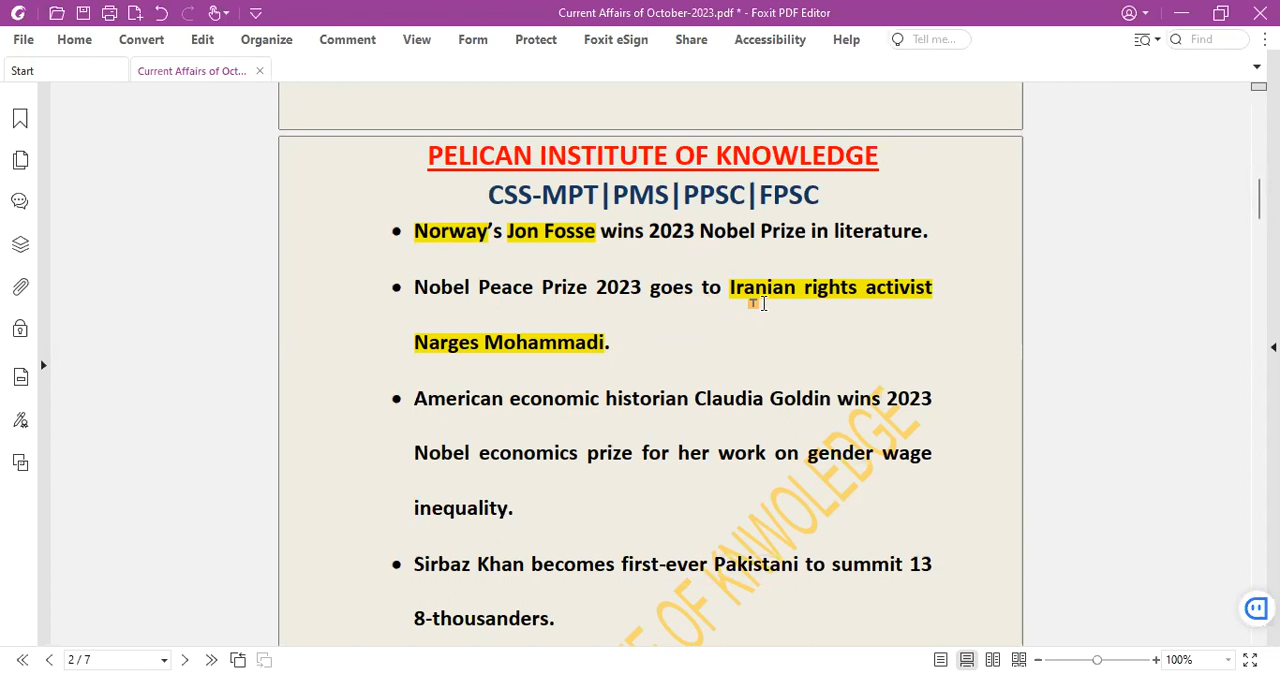 Current Affairs of October-2023.pdf * - Foxit PDF Editor
File Home Convert Edit Organize Comment View Form Protect Foxit eSign Share Accessibility Help Tell me... Find
Start Current Affairs of Oct...
PELICAN INSTITUTE OF KNOWLEDGE
CSS-MPT|PMS|PPSC|FPSC
• Norway's Jon Fosse wins 2023 Nobel Prize in literature.
• Nobel Peace Prize 2023 goes to Iranian rights activist
Narges Mohammadi.
• American economic historian Claudia Goldin wins 2023
Nobel economics prize for her work on gender wage
inequality.
• Sirbaz Khan becomes first-ever Pakistani to summit 13
8-thousanders.
OF KNWOLEDGE
2 / 7 100%